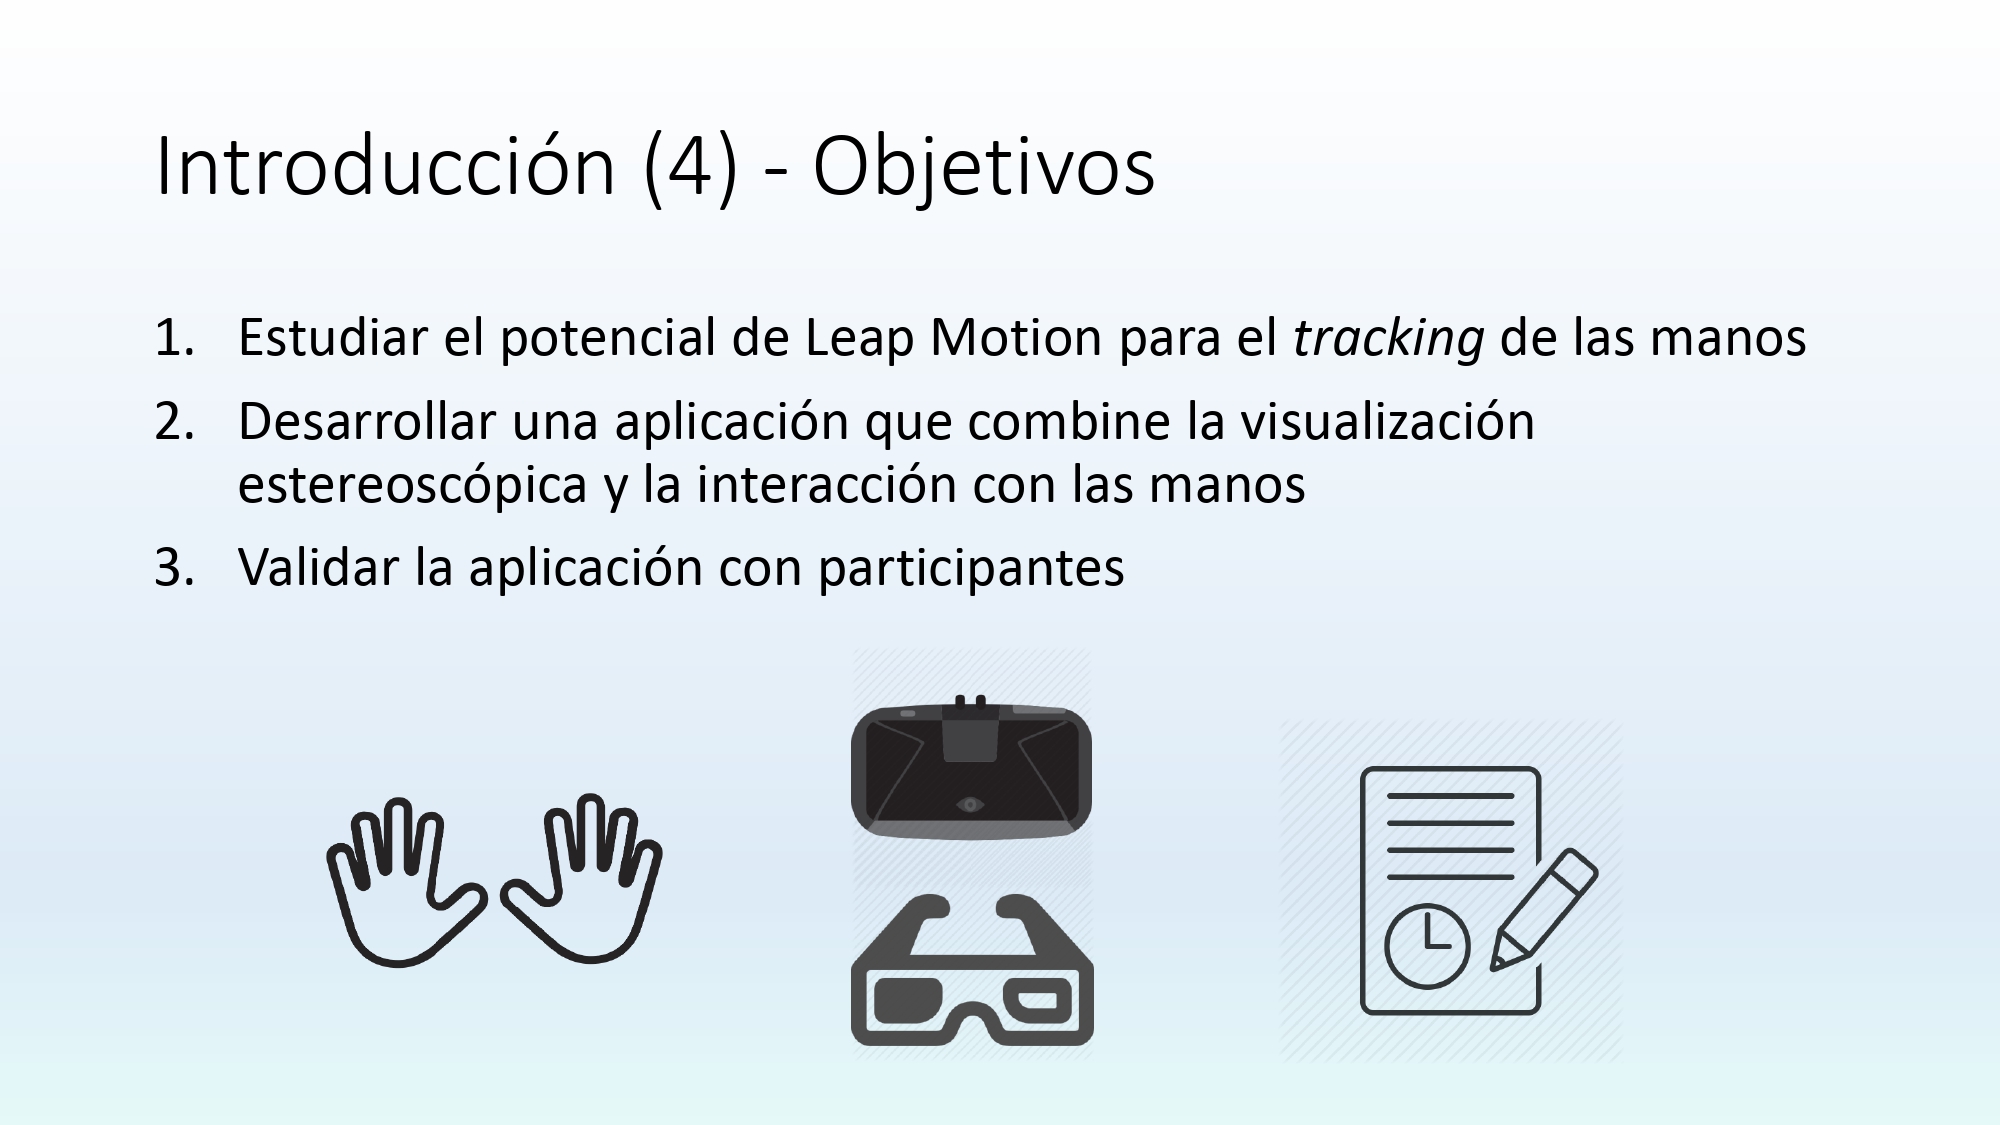 Introducción (4) - Objetivos
1. Estudiar el potencial de Leap Motion para el tracking de las manos
2. Desarrollar una aplicación que combine la visualización
estereoscópica y la interacción con las manos
3. Validar la aplicación con participantes